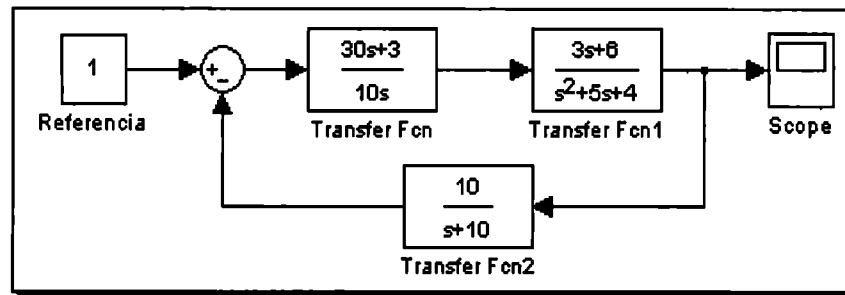 1
Referencia
+
-
30s+3
10s
Transfer Fcn
3s+6
s²+5s+4
Transfer Fcn1
Scope
10
s+10
Transfer Fcn2